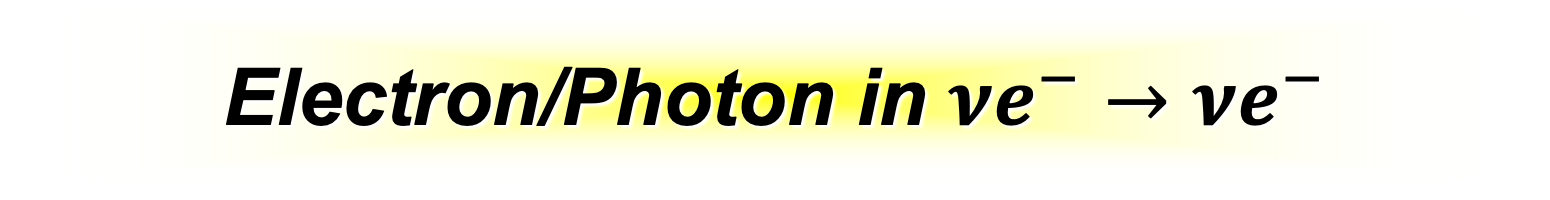 Electron/Photon in νe⁻ → νe⁻